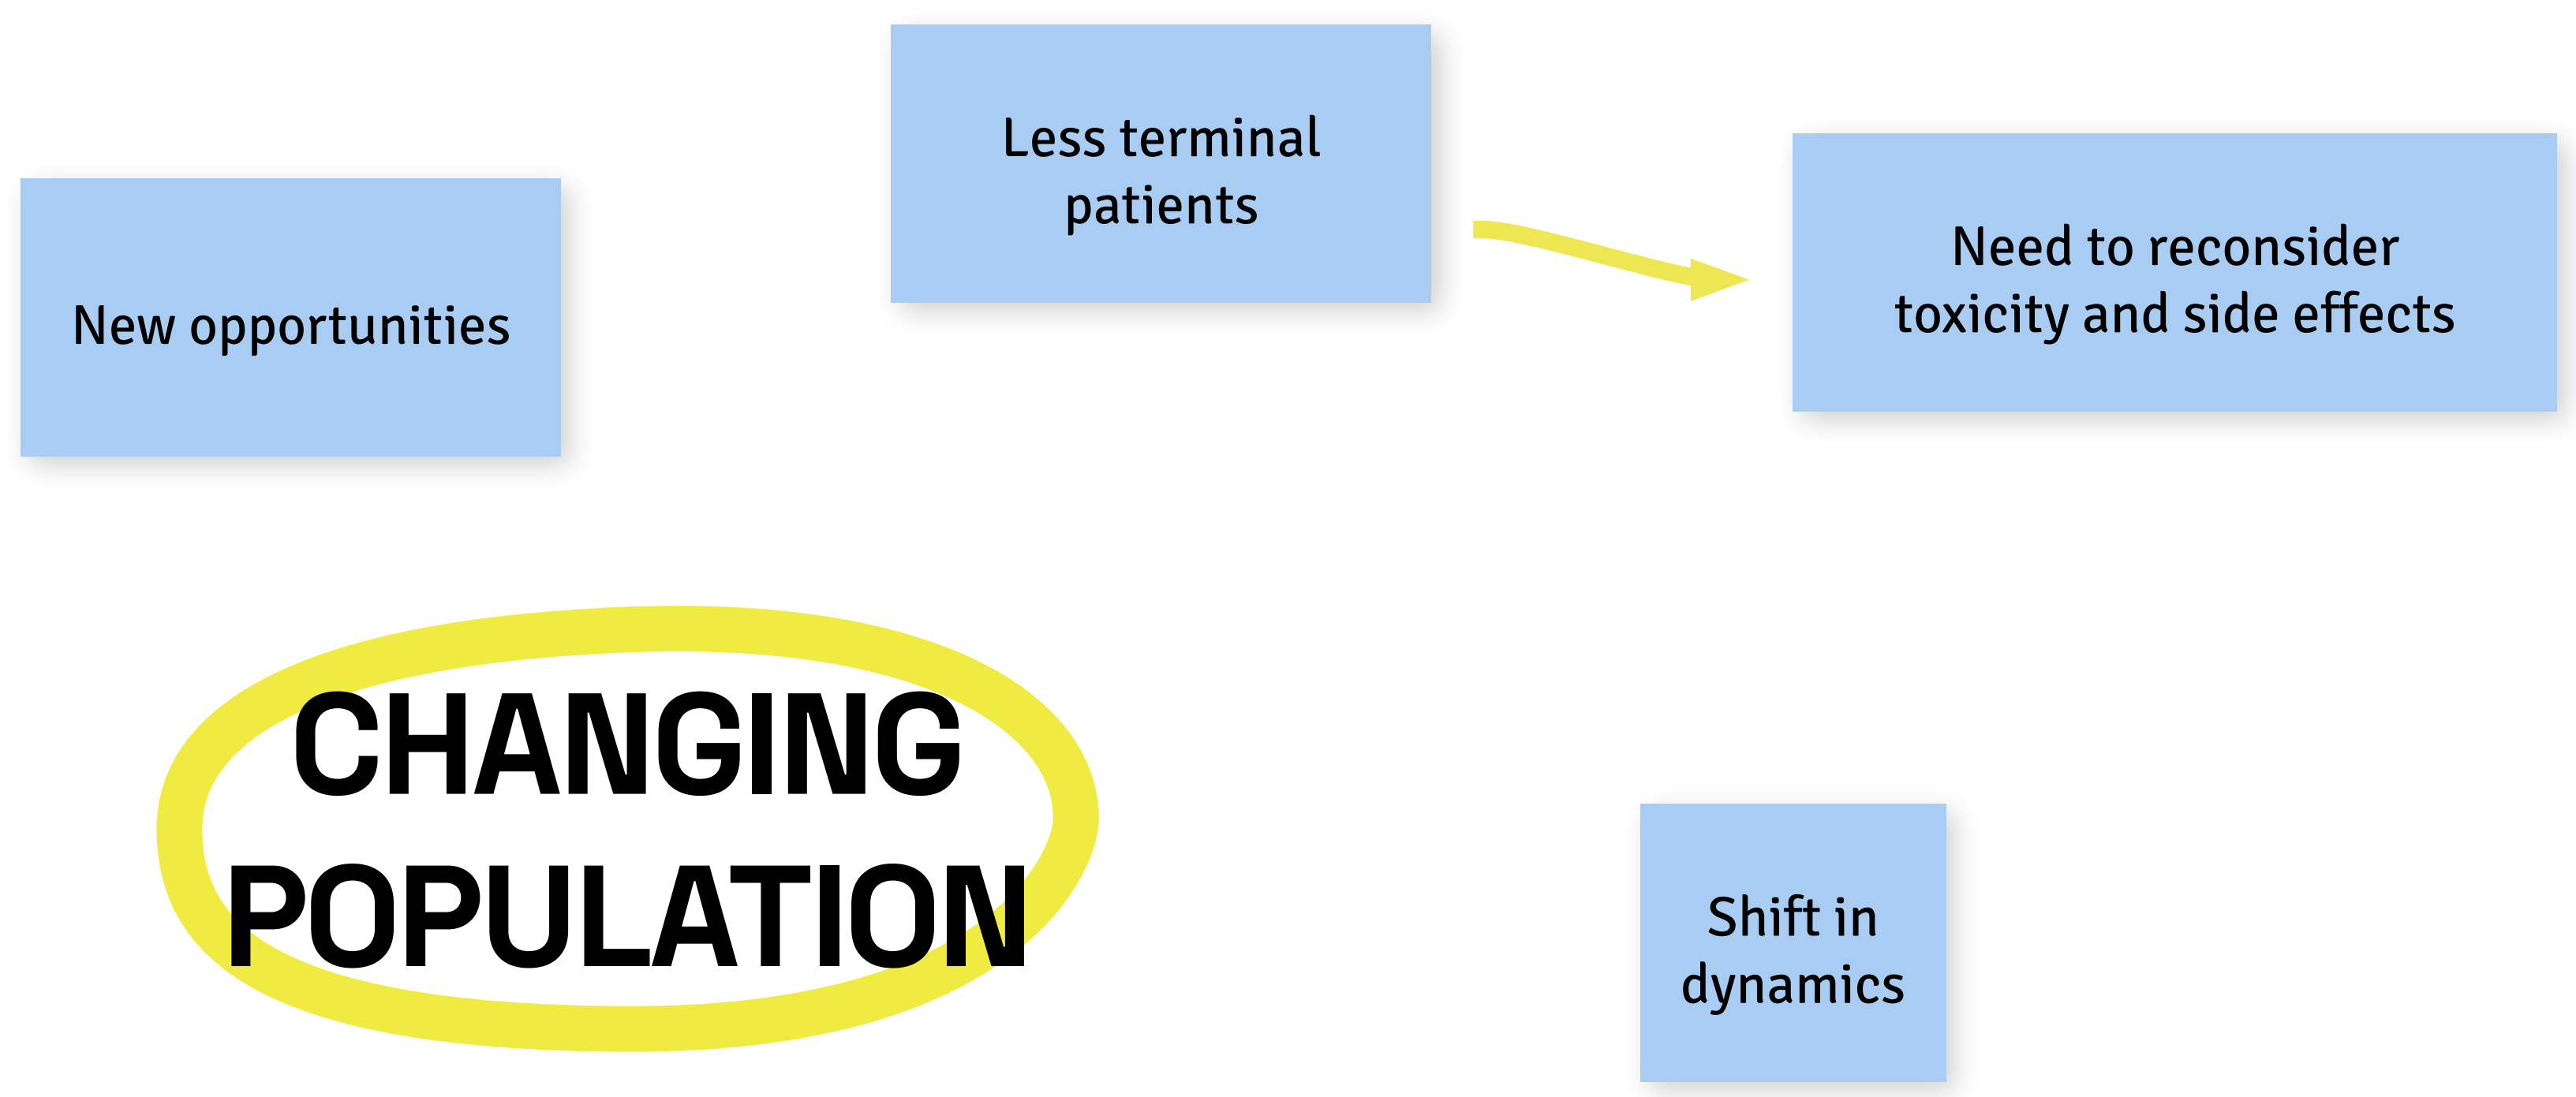 Less terminal
patients
New opportunities
Need to reconsider
toxicity and side effects
CHANGING
POPULATION
Shift in
dynamics